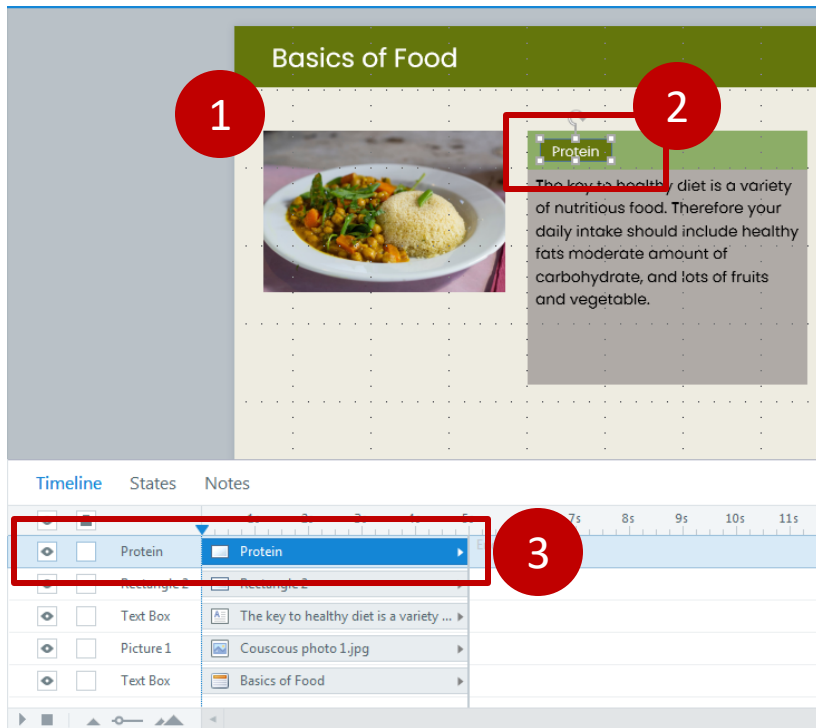 Basics of Food
1
2
Protein
The key to healthy diet is a variety
of nutritious food. Therefore your
daily intake should include healthy
fats moderate amount of
carbohydrate, and lots of fruits
and vegetable.
Timeline States Notes
7s 8s 9s 10s 11s
Protein Protein
3
Rectangle 2 Rectangle 2
Text Box The key to healthy diet is a variety ...
Picture 1 Couscous photo 1.jpg
Text Box Basics of Food